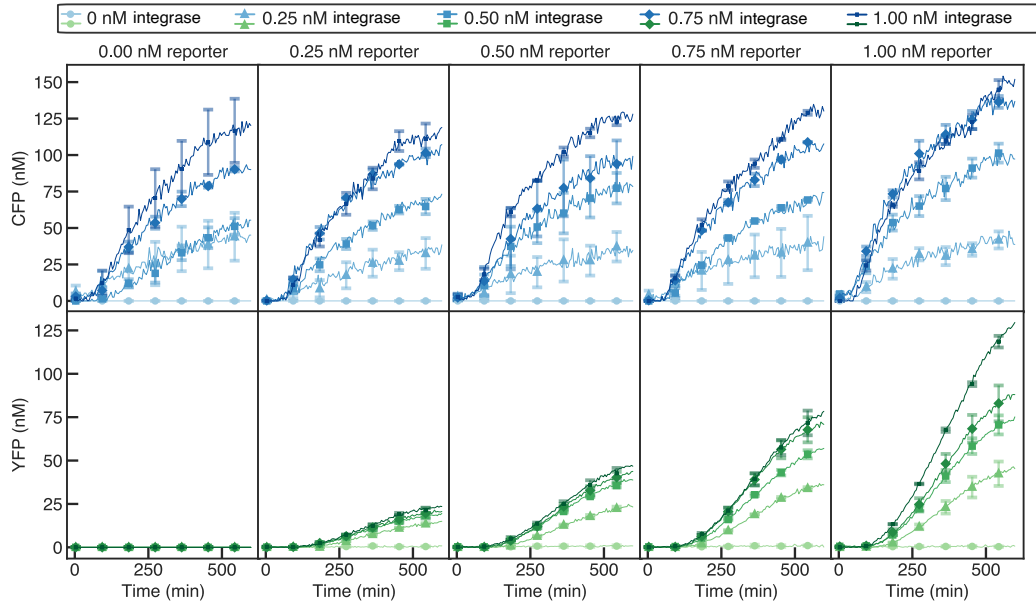 0 nM integrase 0.25 nM integrase 0.50 nM integrase 0.75 nM integrase 1.00 nM integrase
0.00 nM reporter 0.25 nM reporter 0.50 nM reporter 0.75 nM reporter 1.00 nM reporter
CFP (nM)
150
125
100
75
50
25
0
YFP (nM)
125
100
75
50
25
0
0 250 500 0 250 500 0 250 500 0 250 500 0 250 500
Time (min) Time (min) Time (min) Time (min) Time (min)